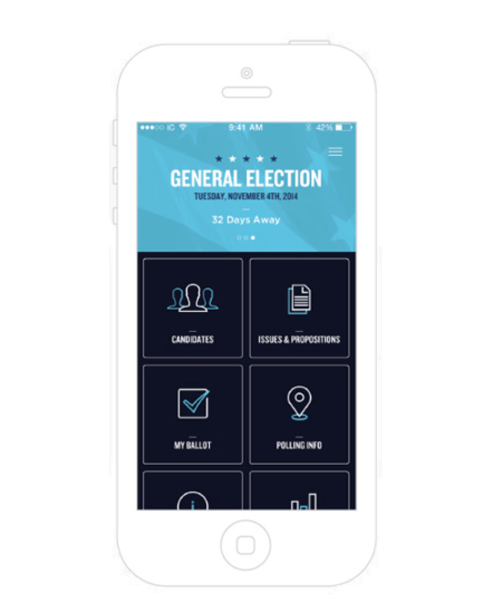 iC 9:41 AM 42%
GENERAL ELECTION
TUESDAY, NOVEMBER 4TH, 2014
32 Days Away
CANDIDATES
ISSUES & PROPOSITIONS
MY BALLOT
POLLING INFO